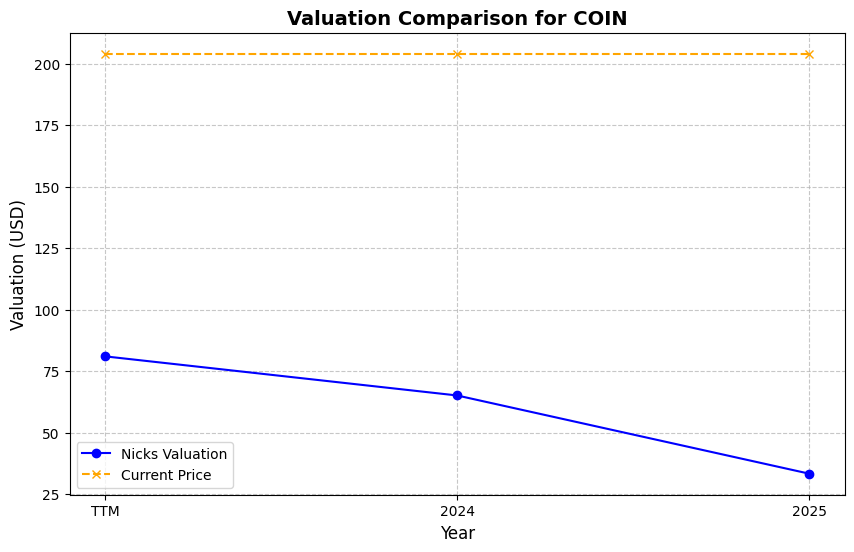 Valuation Comparison for COIN
Valuation (USD)
200
175
150
125
100
75
50
25
Nicks Valuation
Current Price
TTM
2024
2025
Year